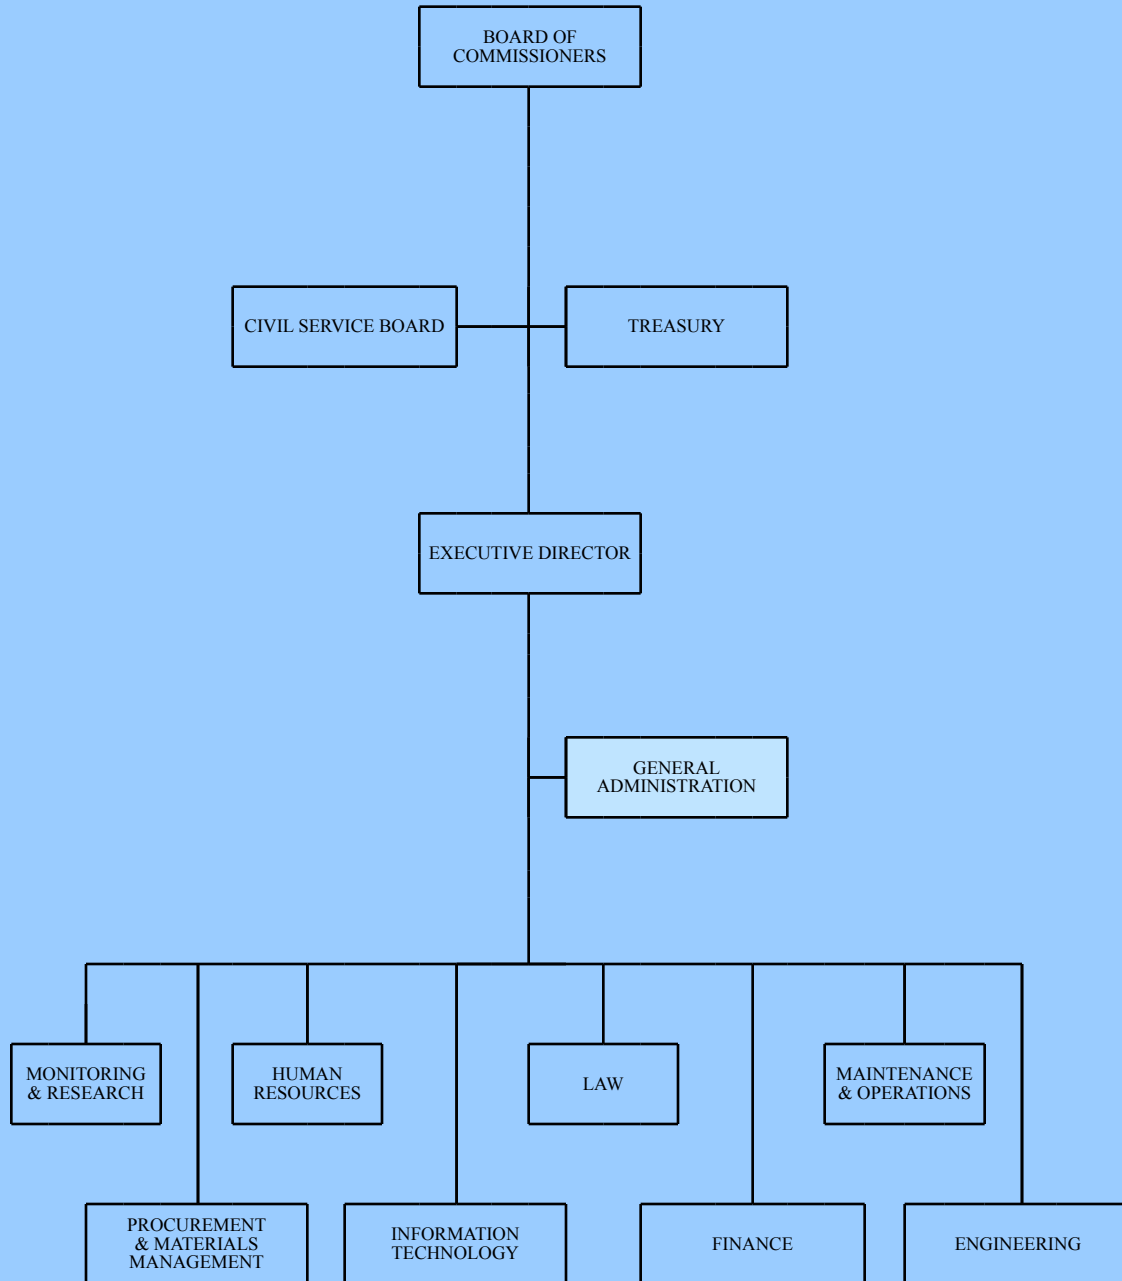 BOARD OF
COMMISSIONERS
CIVIL SERVICE BOARD
TREASURY
EXECUTIVE DIRECTOR
GENERAL
ADMINISTRATION
MONITORING
& RESEARCH
HUMAN
RESOURCES
LAW
MAINTENANCE
& OPERATIONS
PROCUREMENT
& MATERIALS
MANAGEMENT
INFORMATION
TECHNOLOGY
FINANCE
ENGINEERING